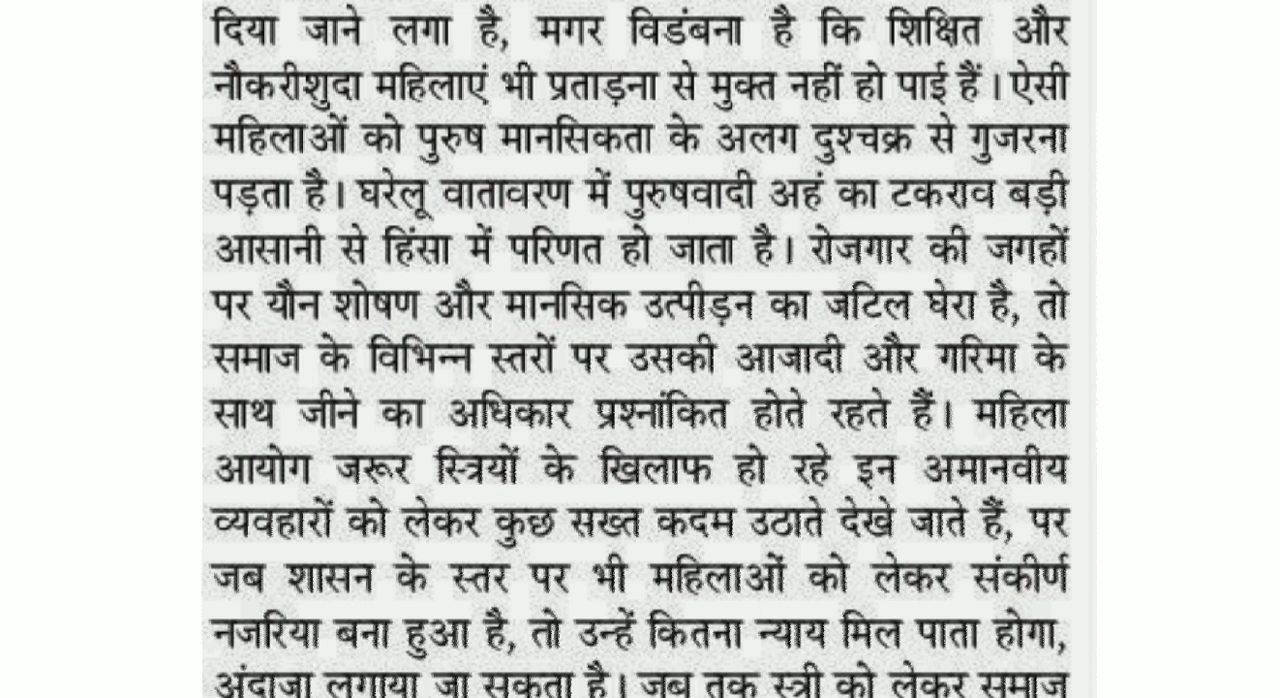 दिया जाने लगा है, मगर विडंबना है कि शिक्षित और
नौकरीशुदा महिलाएं भी प्रताड़ना से मुक्त नहीं हो पाई हैं। ऐसी
महिलाओं को पुरुष मानसिकता के अलग दुश्चक्र से गुजरना
पड़ता है। घरेलू वातावरण में पुरुषवादी अहं का टकराव बड़ी
आसानी से हिंसा में परिणत हो जाता है। रोजगार की जगहों
पर यौन शोषण और मानसिक उत्पीड़न का जटिल घेरा है, तो
समाज के विभिन्न स्तरों पर उसकी आजादी और गरिमा के
साथ जीने का अधिकार प्रश्नांकित होते रहते हैं। महिला
आयोग जरूर स्त्रियों के खिलाफ हो रहे इन अमानवीय
व्यवहारों को लेकर कुछ सख्त कदम उठाते देखे जाते हैं, पर
जब शासन के स्तर पर भी महिलाओं को लेकर संकीर्ण
नजरिया बना हुआ है, तो उन्हें कितना न्याय मिल पाता होगा,
अंदाजा लगाया जा सकता है। जब तक स्त्री को लेकर समाज